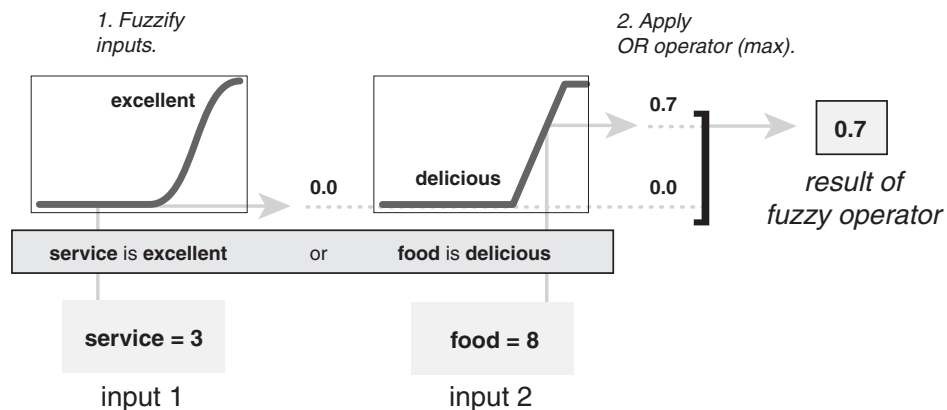 1. Fuzzify
inputs.
2. Apply
OR operator (max).
excellent
0.0
delicious
0.7
0.0
0.7
result of
fuzzy operator
service is excellent or food is delicious
service = 3
food = 8
input 1
input 2